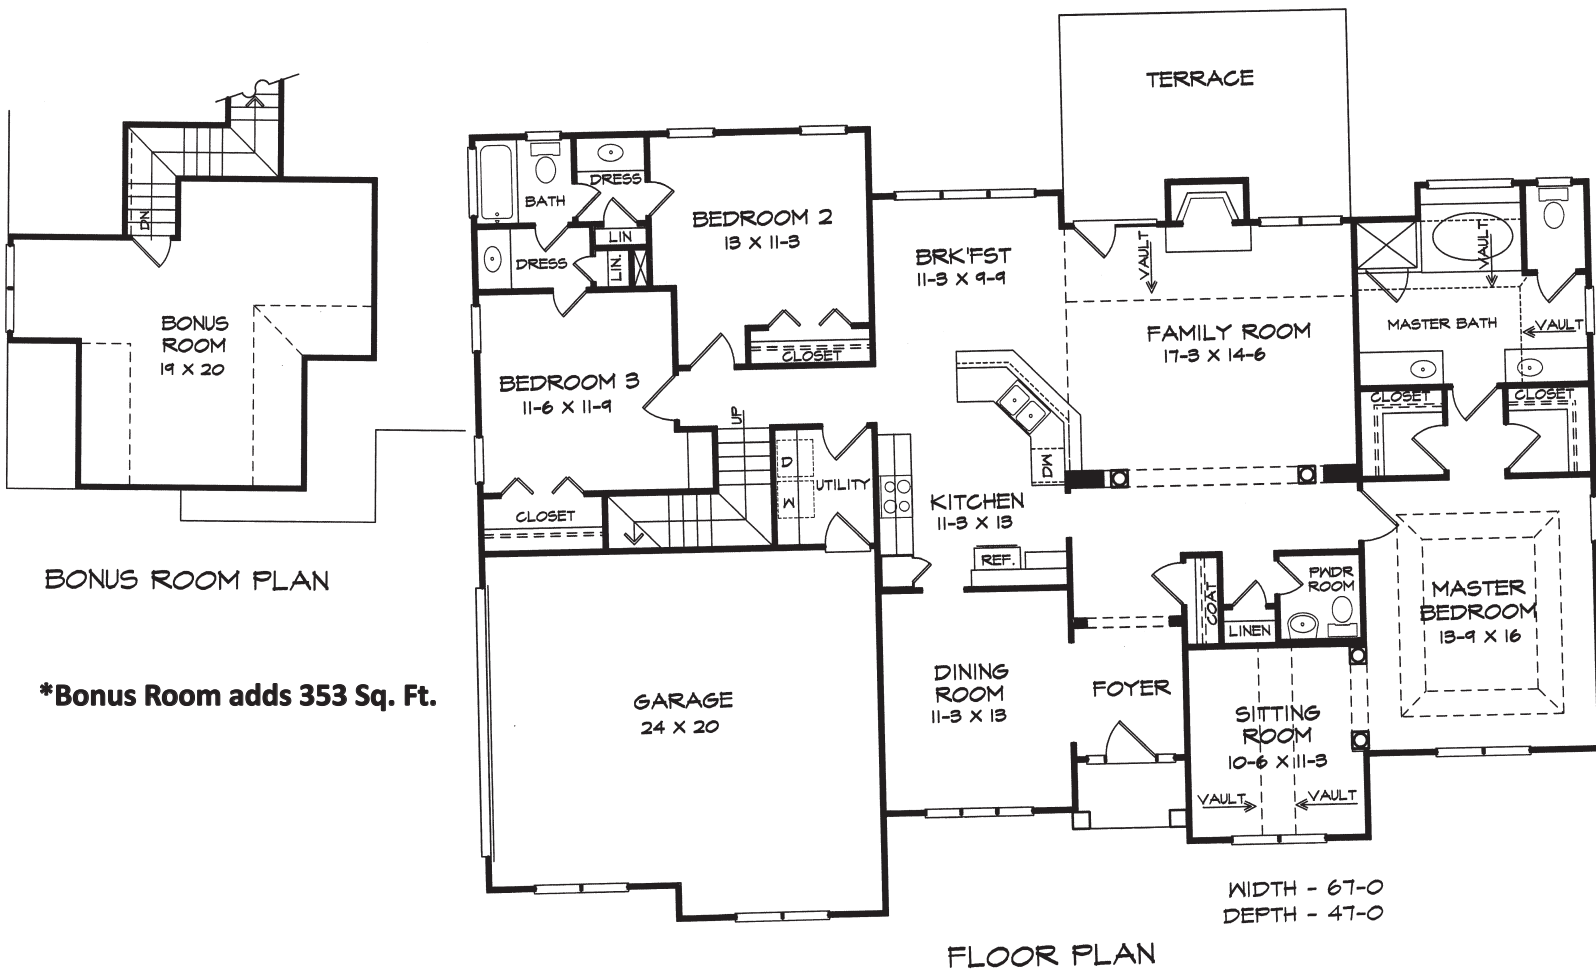 TERRACE
BATH
DRESS
LIN
DRESS
LIN.
BEDROOM 2
13 X 11-3
CLOSET
BRK'FST
11-3 X 9-9
VAULT
FAMILY ROOM
17-3 X 14-6
VAULT
MASTER BATH
VAULT
CLOSET
CLOSET
DN
BONUS
ROOM
19 X 20
BONUS ROOM PLAN
*Bonus Room adds 353 Sq. Ft.
BEDROOM 3
11-6 X 11-9
CLOSET
UP
D
W
UTILITY
DW
KITCHEN
11-3 X 13
REF.
COAT
LINEN
PWDR
ROOM
MASTER
BEDROOM
13-9 X 16
GARAGE
24 X 20
DINING
ROOM
11-3 X 13
FOYER
SITTING
ROOM
10-6 X 11-3
VAULT
VAULT
WIDTH - 67-0
DEPTH - 47-0
FLOOR PLAN